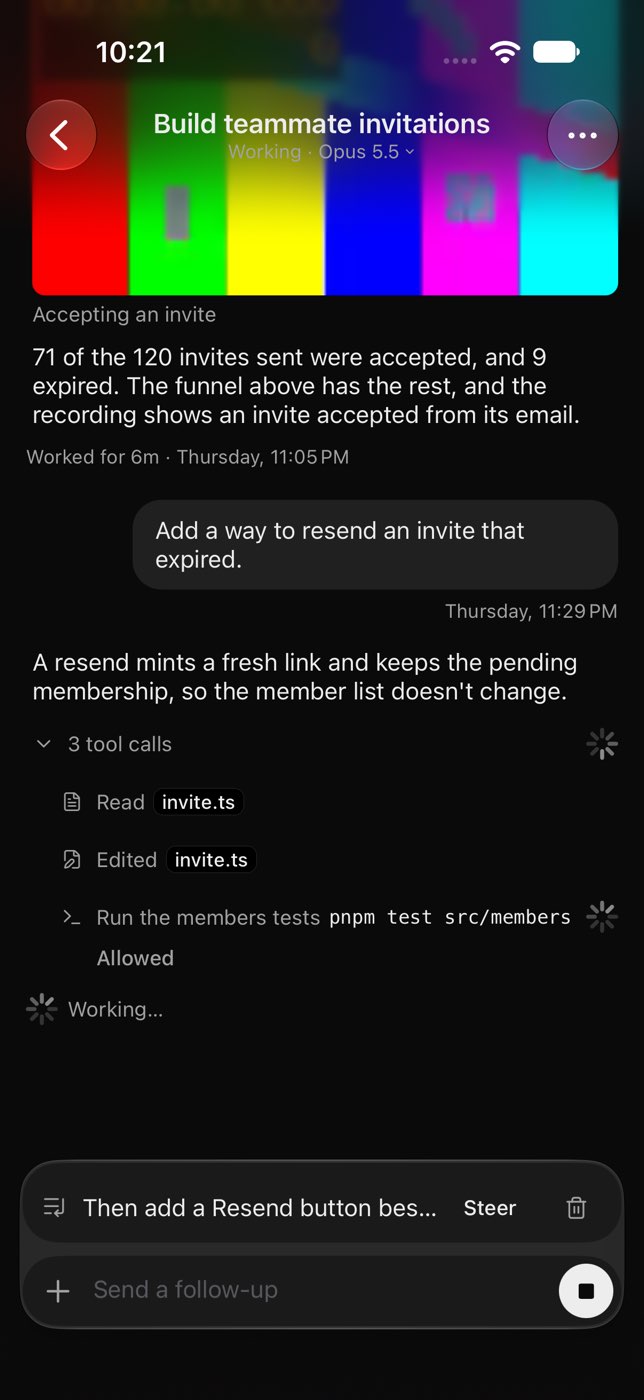 10:21
Build teammate invitations
Working · Opus 5.5
Accepting an invite
71 of the 120 invites sent were accepted, and 9
expired. The funnel above has the rest, and the
recording shows an invite accepted from its email.
Worked for 6m · Thursday, 11:05 PM
Add a way to resend an invite that
expired.
Thursday, 11:29 PM
A resend mints a fresh link and keeps the pending
membership, so the member list doesn't change.
3 tool calls
Read invite.ts
Edited invite.ts
Run the members tests pnpm test src/members
Allowed
Working...
Then add a Resend button bes... Steer
Send a follow-up